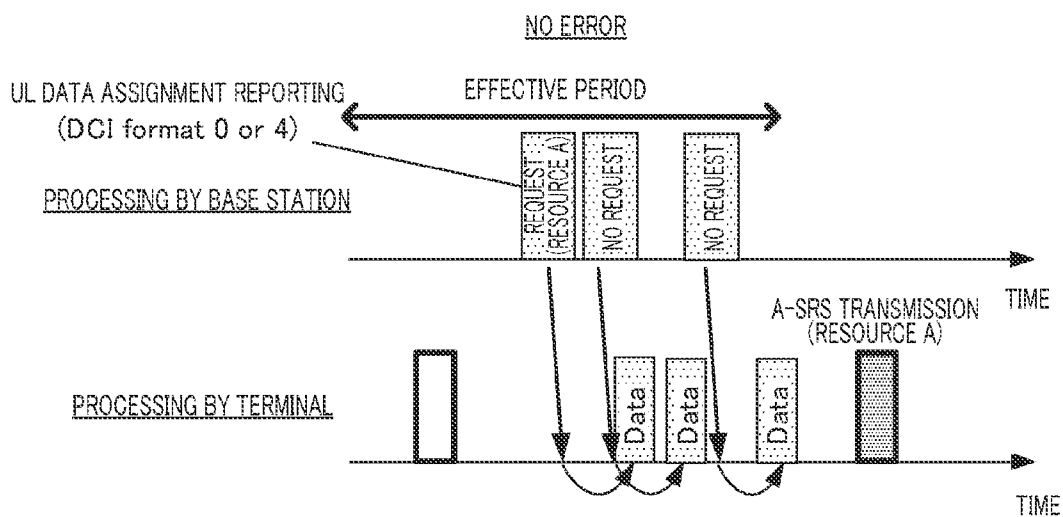 NO ERROR
UL DATA ASSIGNMENT REPORTING
(DCI format 0 or 4)
EFFECTIVE PERIOD
PROCESSING BY BASE STATION
REQUEST
(RESOURCE A)
NO REQUEST
NO REQUEST
TIME
A-SRS TRANSMISSION
(RESOURCE A)
PROCESSING BY TERMINAL
Data
Data
Data
TIME